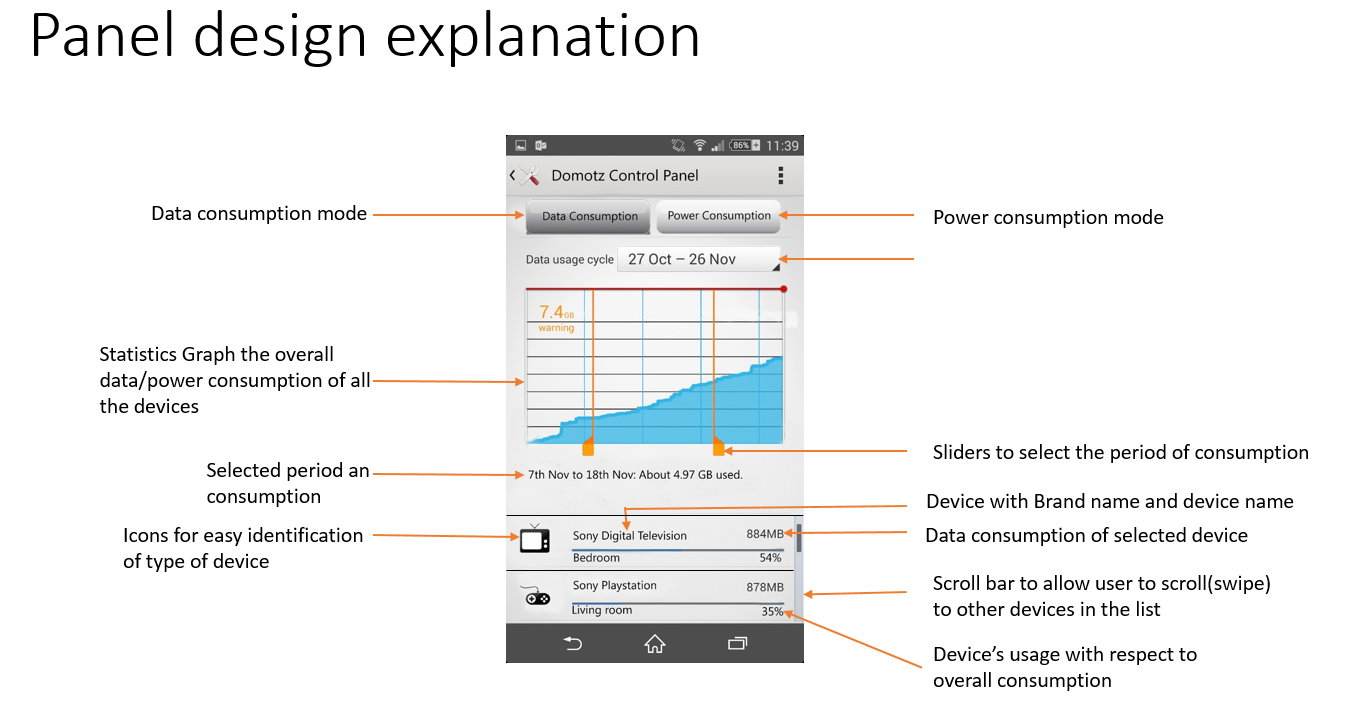 Panel design explanation
86%
11:39
Domotz Control Panel
Data consumption mode
Data Consumption
Power Consumption
Power consumption mode
Data usage cycle
27 Oct – 26 Nov
7.4GB
warning
Statistics Graph the overall
data/power consumption of all
the devices
Sliders to select the period of consumption
Selected period an
consumption
7th Nov to 18th Nov: About 4.97 GB used.
Device with Brand name and device name
Icons for easy identification
of type of device
Sony Digital Television
884MB
Data consumption of selected device
Bedroom
54%
Sony Playstation
878MB
Scroll bar to allow user to scroll(swipe)
to other devices in the list
Living room
35%
Device’s usage with respect to
overall consumption